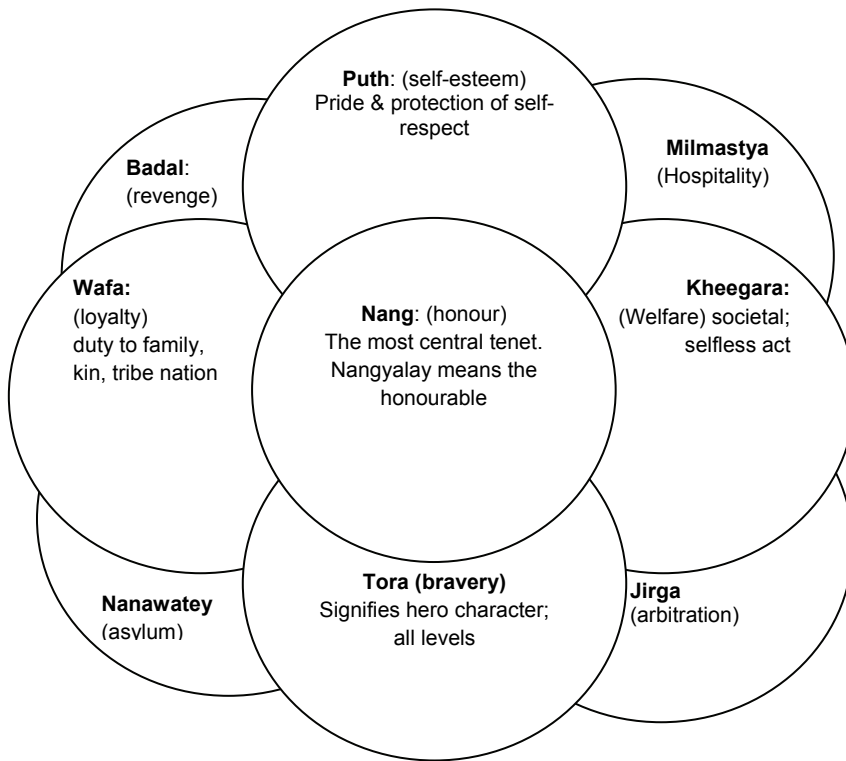 Puth: (self-esteem)
Pride & protection of self-
respect
Badal:
(revenge)
Milmastya
(Hospitality)
Wafa:
(loyalty)
duty to family,
kin, tribe nation
Nang: (honour)
The most central tenet.
Nangyalay means the
honourable
Kheegara:
(Welfare) societal;
selfless act
Nanawatey
(asylum)
Tora (bravery)
Signifies hero character;
all levels
Jirga
(arbitration)